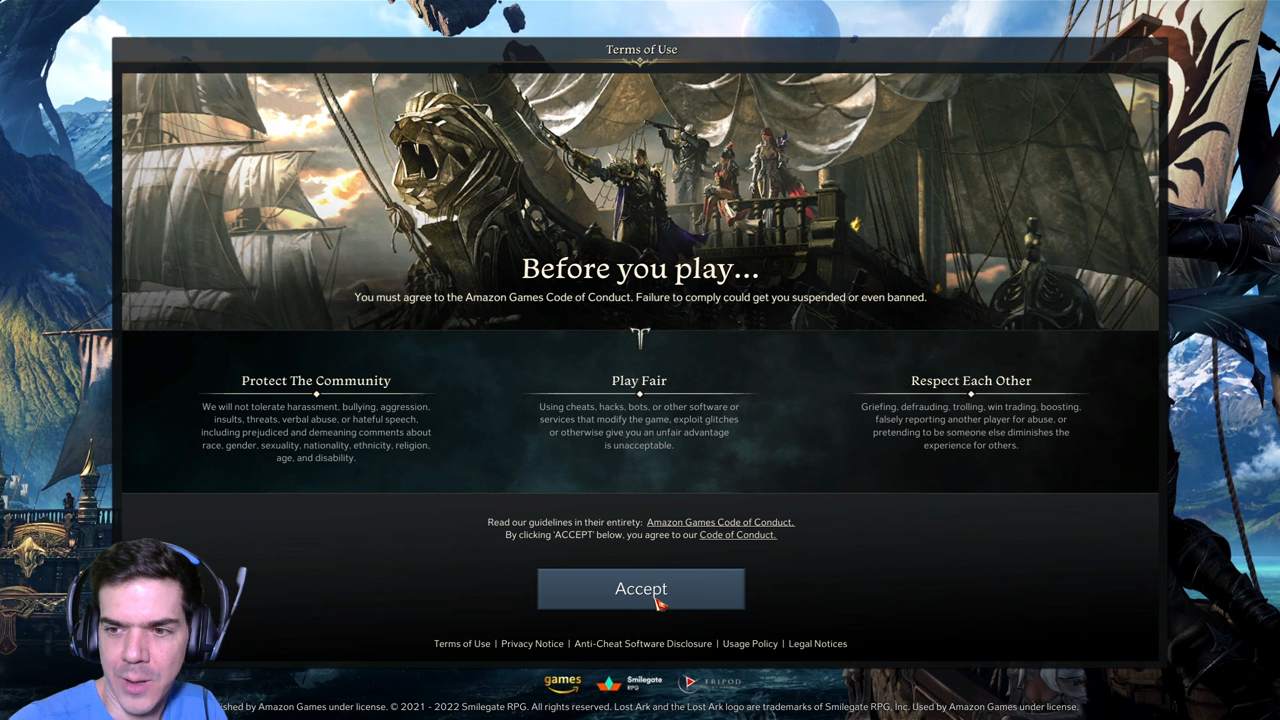 Terms of Use
Before you play...
You must agree to the Amazon Games Code of Conduct. Failure to comply could get you suspended or even banned.
Protect The Community
We will not tolerate harassment, bullying, aggression,
insults, threats, verbal abuse, or hateful speech,
including prejudiced and demeaning comments about
race, gender, sexuality, nationality, ethnicity, religion,
age, and disability.
Play Fair
Using cheats, hacks, bots, or other software or
services that modify the game, exploit glitches
or otherwise give you an unfair advantage
is unacceptable.
Respect Each Other
Griefing, defrauding, trolling, win trading, boosting,
falsely reporting another player for abuse, or
pretending to be someone else diminishes the
experience for others.
Read our guidelines in their entirety: Amazon Games Code of Conduct.
By clicking 'ACCEPT' below, you agree to our Code of Conduct.
Accept
Terms of Use | Privacy Notice | Anti-Cheat Software Disclosure | Usage Policy | Legal Notices
games
Smilegate
RPG
TRIPOD
by Amazon Games under license. © 2021 - 2022 Smilegate RPG. All rights reserved. Lost Ark and the Lost Ark logo are trademarks of Smilegate RPG, Inc. Used by Amazon Games under license.